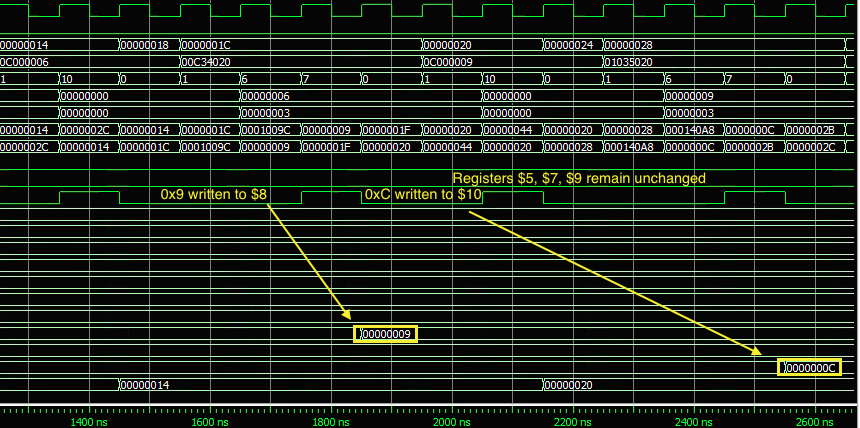 00000014 00000018 0000001C 00000020 00000024 00000028
0C000006 00C34020 0C000009 01035020
1 10 0 1 6 7 0 1 10 0 1 6 7 0
00000000 00000006 00000000 00000009
00000000 00000003 00000000 00000003
00000014 0000002C 00000014 0000001C 0001009C 00000009 0000001F 00000020 00000044 00000020 00000028 000140A8 0000000C 0000002B
0000002C 00000014 0000001C 0001009C 00000009 0000001F 00000020 00000044 00000020 00000028 000140A8 0000000C 0000002B 0000002C
Registers $5, $7, $9 remain unchanged
0x9 written to $8 0xC written to $10
00000009
0000000C
00000014 00000020
1400 ns 1600 ns 1800 ns 2000 ns 2200 ns 2400 ns 2600 ns